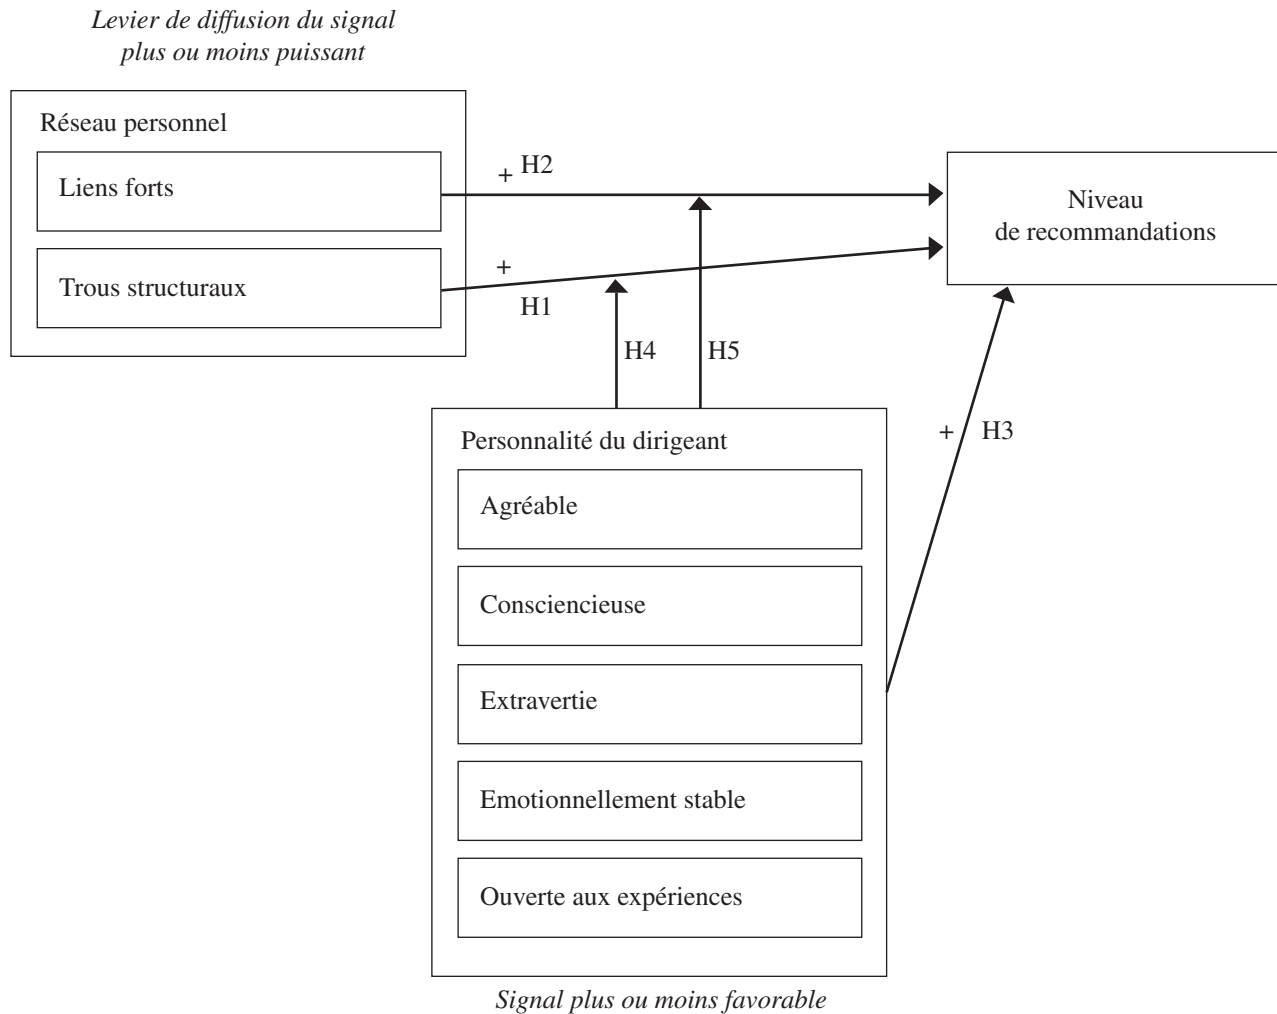 Levier de diffusion du signal
plus ou moins puissant
Réseau personnel
Liens forts
+ H2
Niveau
de recommandations
Trous structuraux
+
H1
H4
H5
+ H3
Personnalité du dirigeant
Agréable
Consciencieuse
Extravertie
Emotionnellement stable
Ouverte aux expériences
Signal plus ou moins favorable